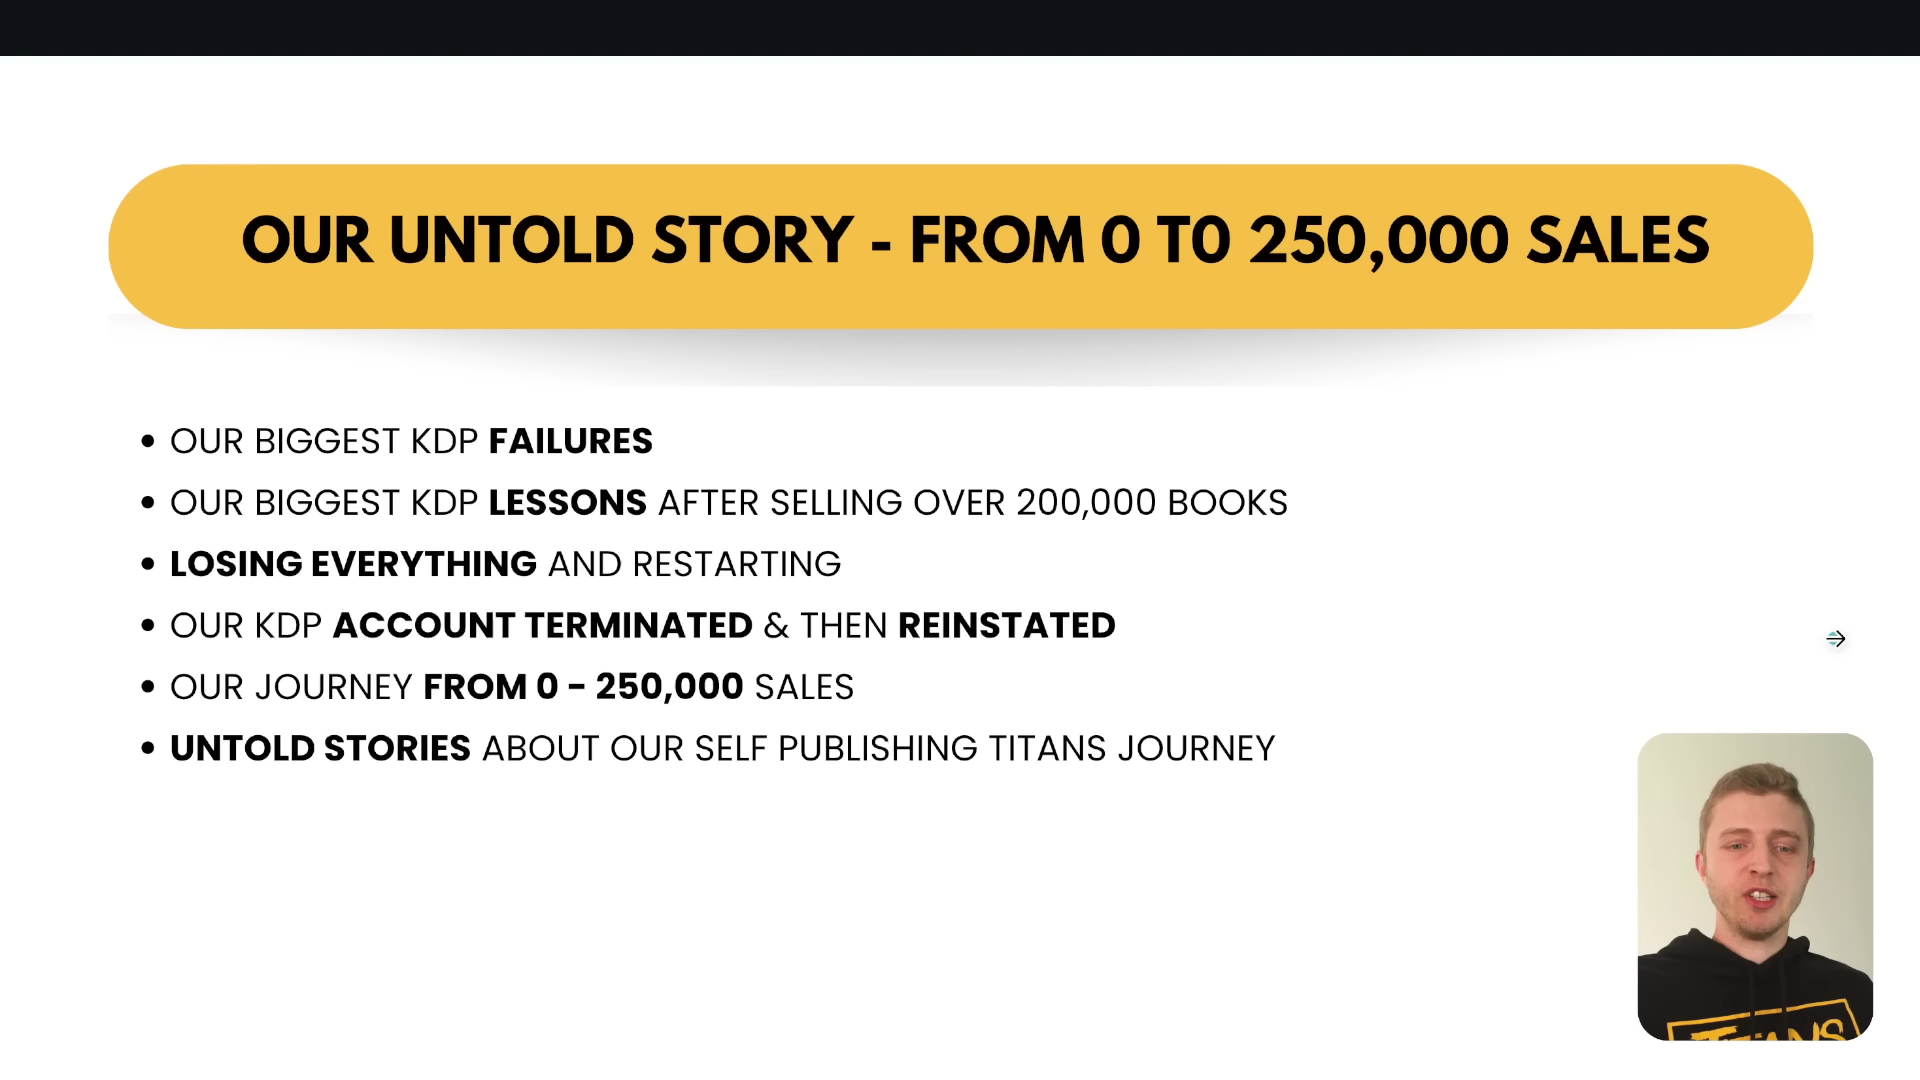 OUR UNTOLD STORY - FROM 0 TO 250,000 SALES
• OUR BIGGEST KDP FAILURES
• OUR BIGGEST KDP LESSONS AFTER SELLING OVER 200,000 BOOKS
• LOSING EVERYTHING AND RESTARTING
• OUR KDP ACCOUNT TERMINATED & THEN REINSTATED
• OUR JOURNEY FROM 0 - 250,000 SALES
• UNTOLD STORIES ABOUT OUR SELF PUBLISHING TITANS JOURNEY
TITANS